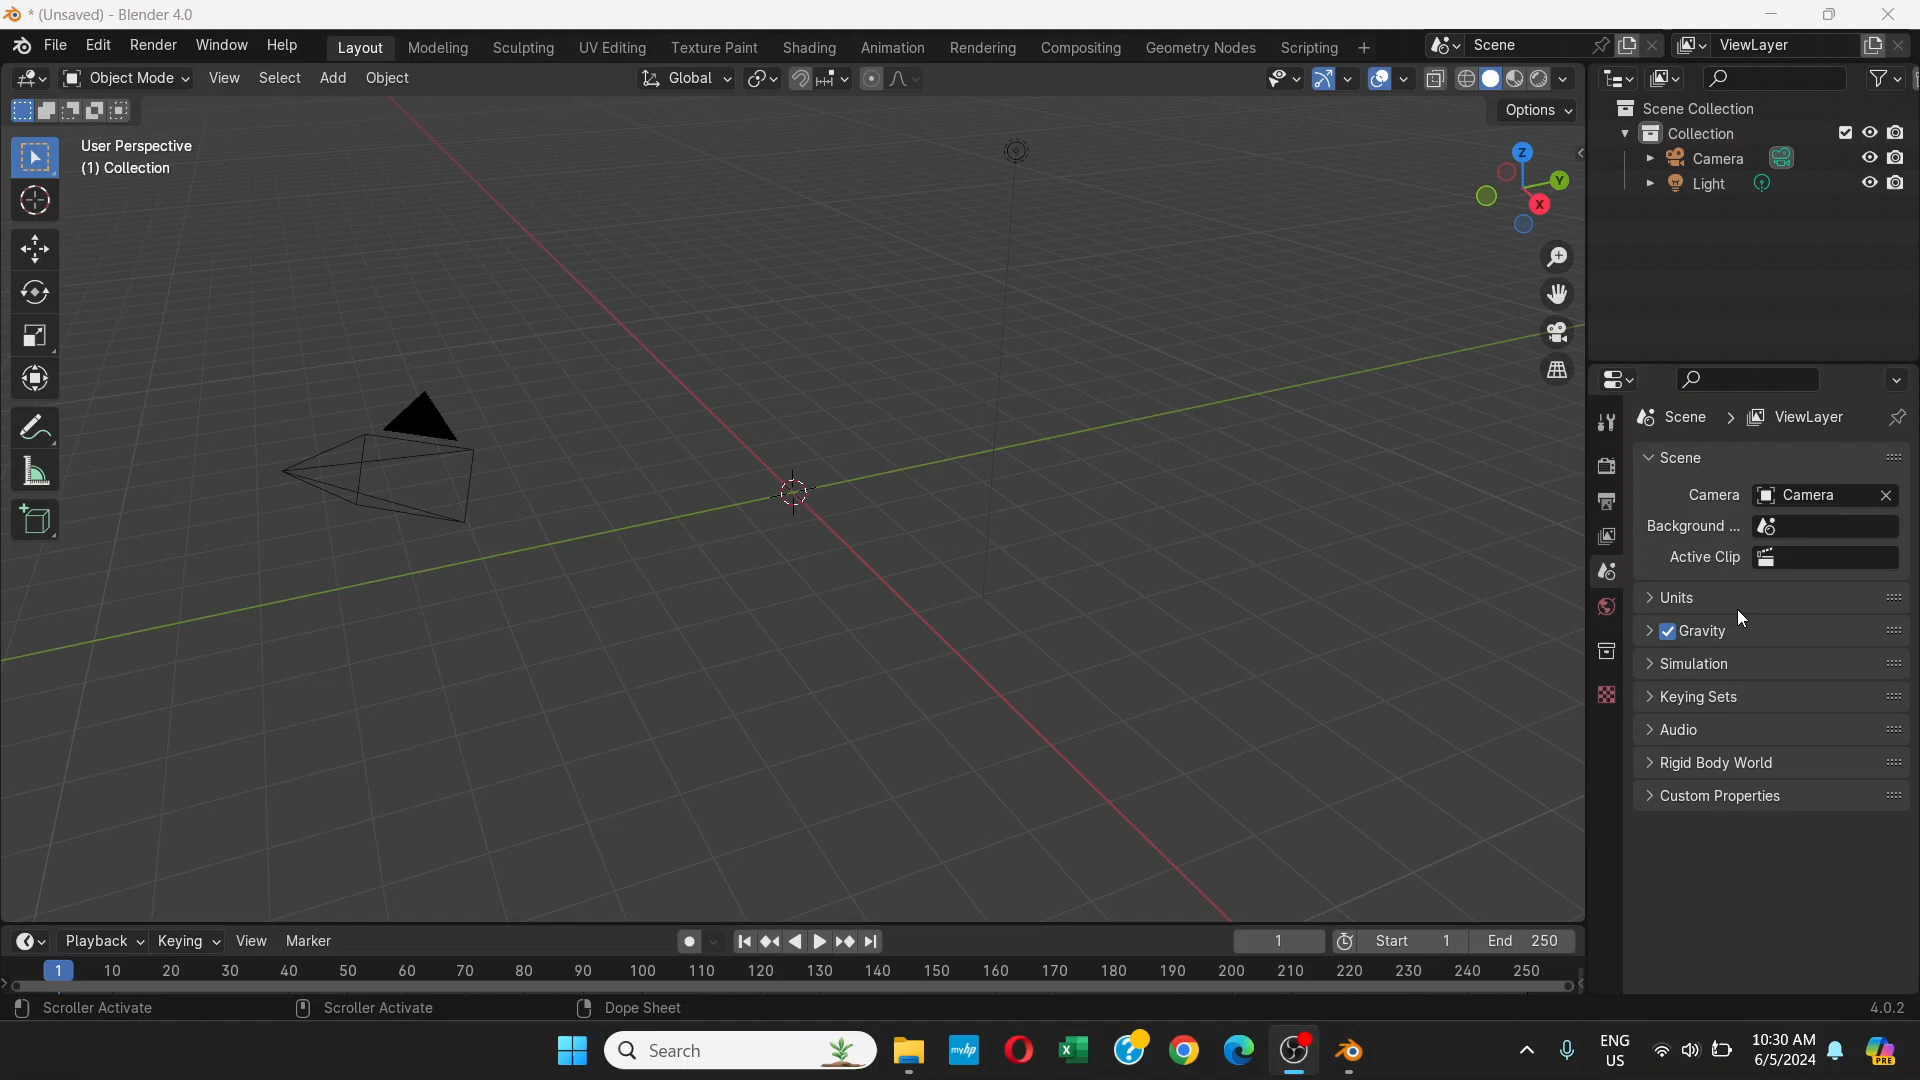 * (Unsaved) - Blender 4.0
File Edit Render Window Help Layout Modeling Sculpting UV Editing Texture Paint Shading Animation Rendering Compositing Geometry Nodes Scripting + Scene ViewLayer
Object Mode View Select Add Object Global
Options
User Perspective
(1) Collection
Z
Y
X
Scene Collection
Collection
Camera
Light
Scene > ViewLayer
Scene
Camera Camera
Background ...
Active Clip
Units
Gravity
Simulation
Keying Sets
Audio
Rigid Body World
Custom Properties
Playback Keying View Marker 1 Start 1 End 250
1 10 20 30 40 50 60 70 80 90 100 110 120 130 140 150 160 170 180 190 200 210 220 230 240 250
Scroller Activate Scroller Activate Dope Sheet 4.0.2
Search myhp ENG US 10:30 AM 6/5/2024 PRE